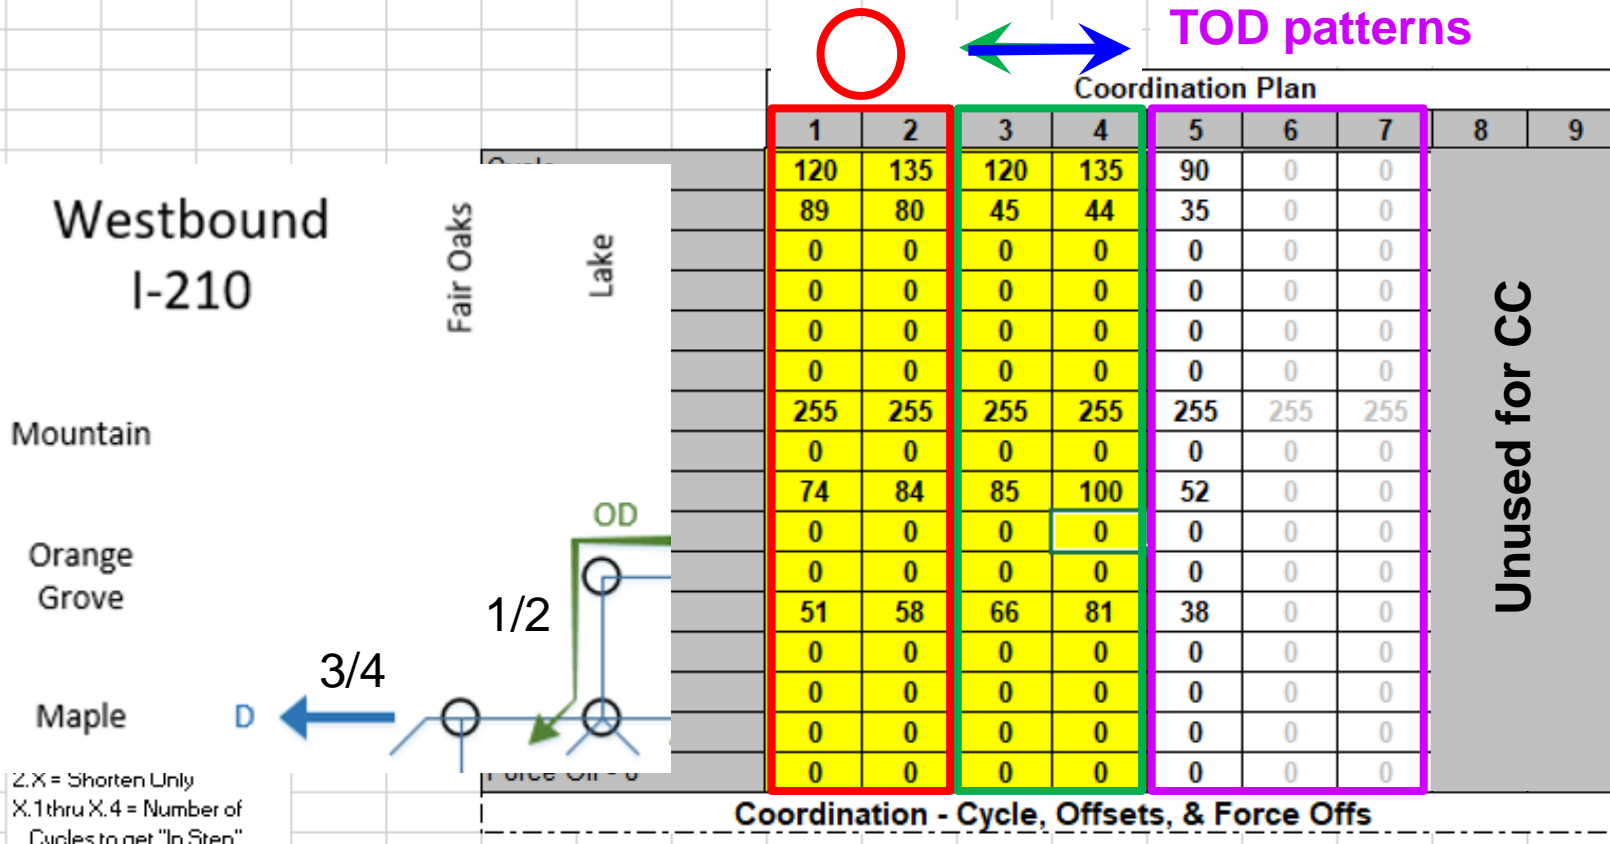 TOD patterns
Coordination Plan
1 2 3 4 5 6 7 8 9
Cycle
120 135 120 135 90 0 0
89 80 45 44 35 0 0
0 0 0 0 0 0 0
0 0 0 0 0 0 0
0 0 0 0 0 0 0
0 0 0 0 0 0 0
255 255 255 255 255 255 255
0 0 0 0 0 0 0
74 84 85 100 52 0 0
0 0 0 0 0 0 0
0 0 0 0 0 0 0
51 58 66 81 38 0 0
0 0 0 0 0 0 0
0 0 0 0 0 0 0
0 0 0 0 0 0 0
0 0 0 0 0 0 0
Unused for CC
Westbound
I-210
Fair Oaks
Lake
Mountain
OD
Orange
Grove
1/2
3/4
Maple
D
Force Off - 6
2.X = Shorten Only
X.1 thru X.4 = Number of
Cycles to get "In Step"
Coordination - Cycle, Offsets, & Force Offs